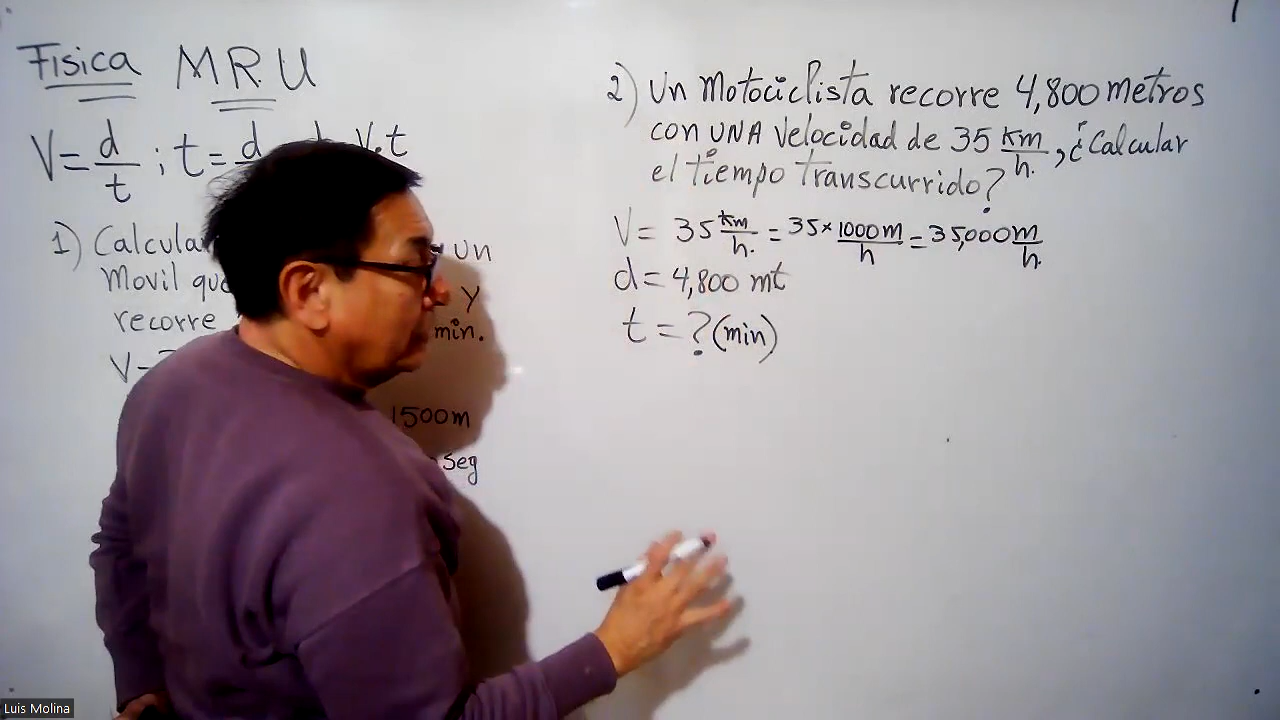 Fisica MRU
V = d/t ; t = d V.t
1) Calcula un
Movil que y
recorre min.
V =
1500m
Seg
2) Un Motociclista recorre 4,800 metros
con UNA Velocidad de 35 Km/h., ¿Calcular
el tiempo transcurrido?
V = 35 km/h. = 35 x 1000m/h = 35,000 m/h.
d = 4,800 mt
t = ? (min)
Luis Molina